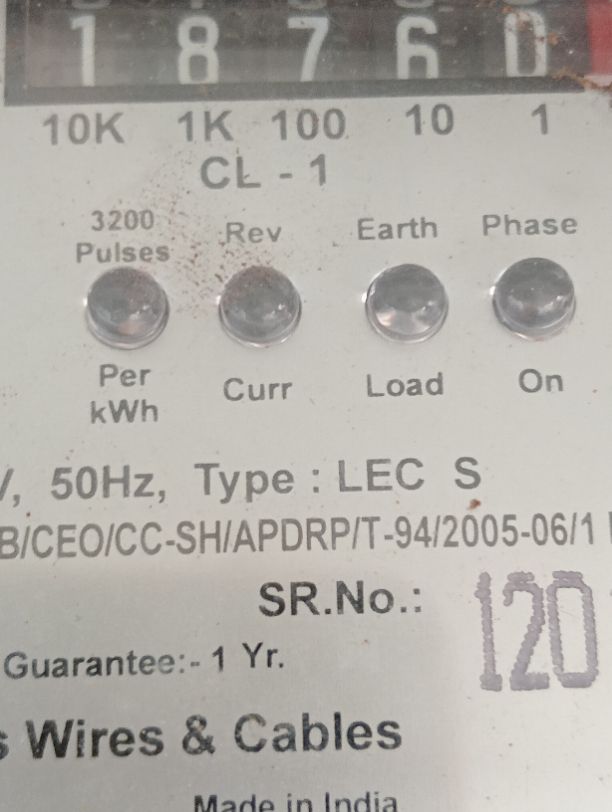 1 8 7 6 0
10K 1K 100 10 1
CL - 1
3200 Pulses Per kWh
Rev Curr
Earth Load
Phase On
V, 50Hz, Type : LEC S
B/CEO/CC-SH/APDRP/T-94/2005-06/1
SR.No.: 120
Guarantee:- 1 Yr.
s Wires & Cables
Made in India